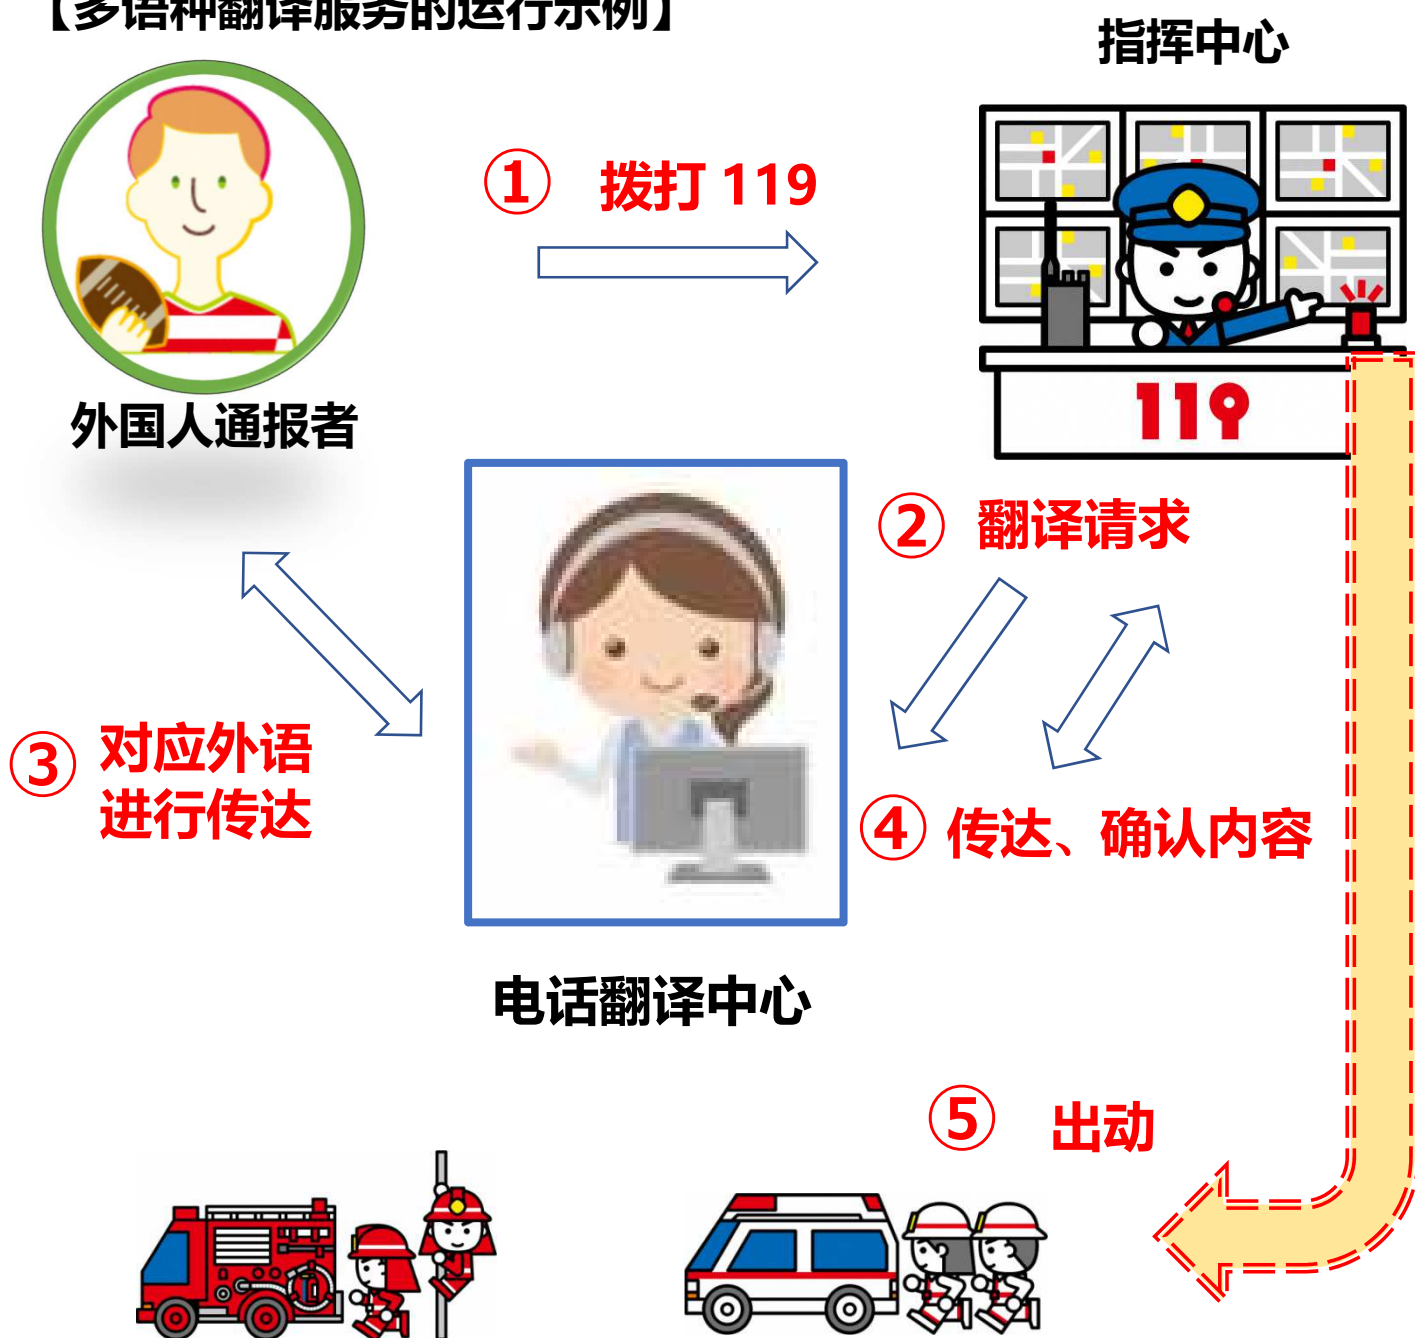 【多语种翻译服务的运行示例】
指挥中心
① 拨打 119
119
外国人通报者
② 翻译请求
③ 对应外语
进行传达
④ 传达、确认内容
电话翻译中心
⑤ 出动